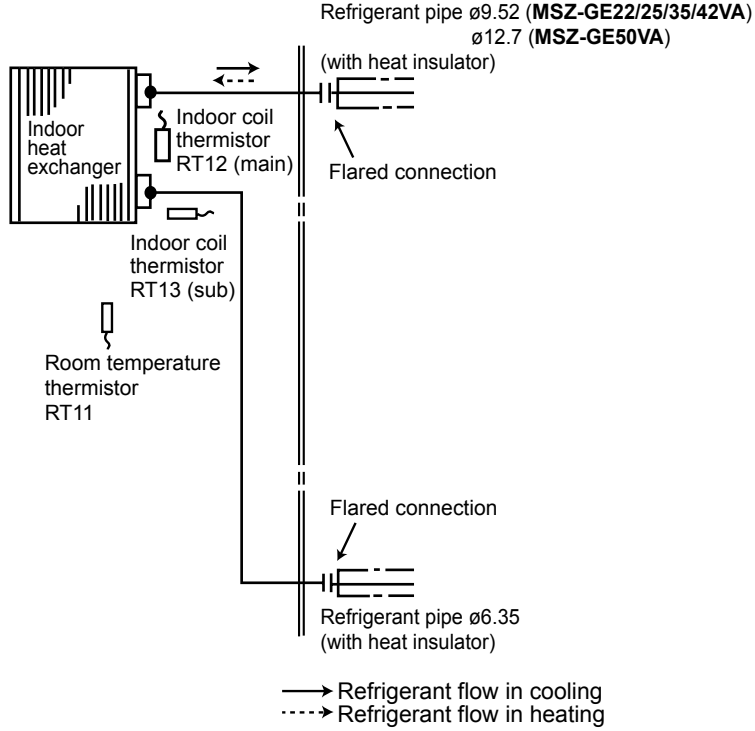 Refrigerant pipe ø9.52 (MSZ-GE22/25/35/42VA)
ø12.7 (MSZ-GE50VA)
(with heat insulator)
Indoor
heat
exchanger
Indoor coil
thermistor
RT12 (main)
Flared connection
Indoor coil
thermistor
RT13 (sub)
Room temperature
thermistor
RT11
Flared connection
Refrigerant pipe ø6.35
(with heat insulator)
Refrigerant flow in cooling
Refrigerant flow in heating